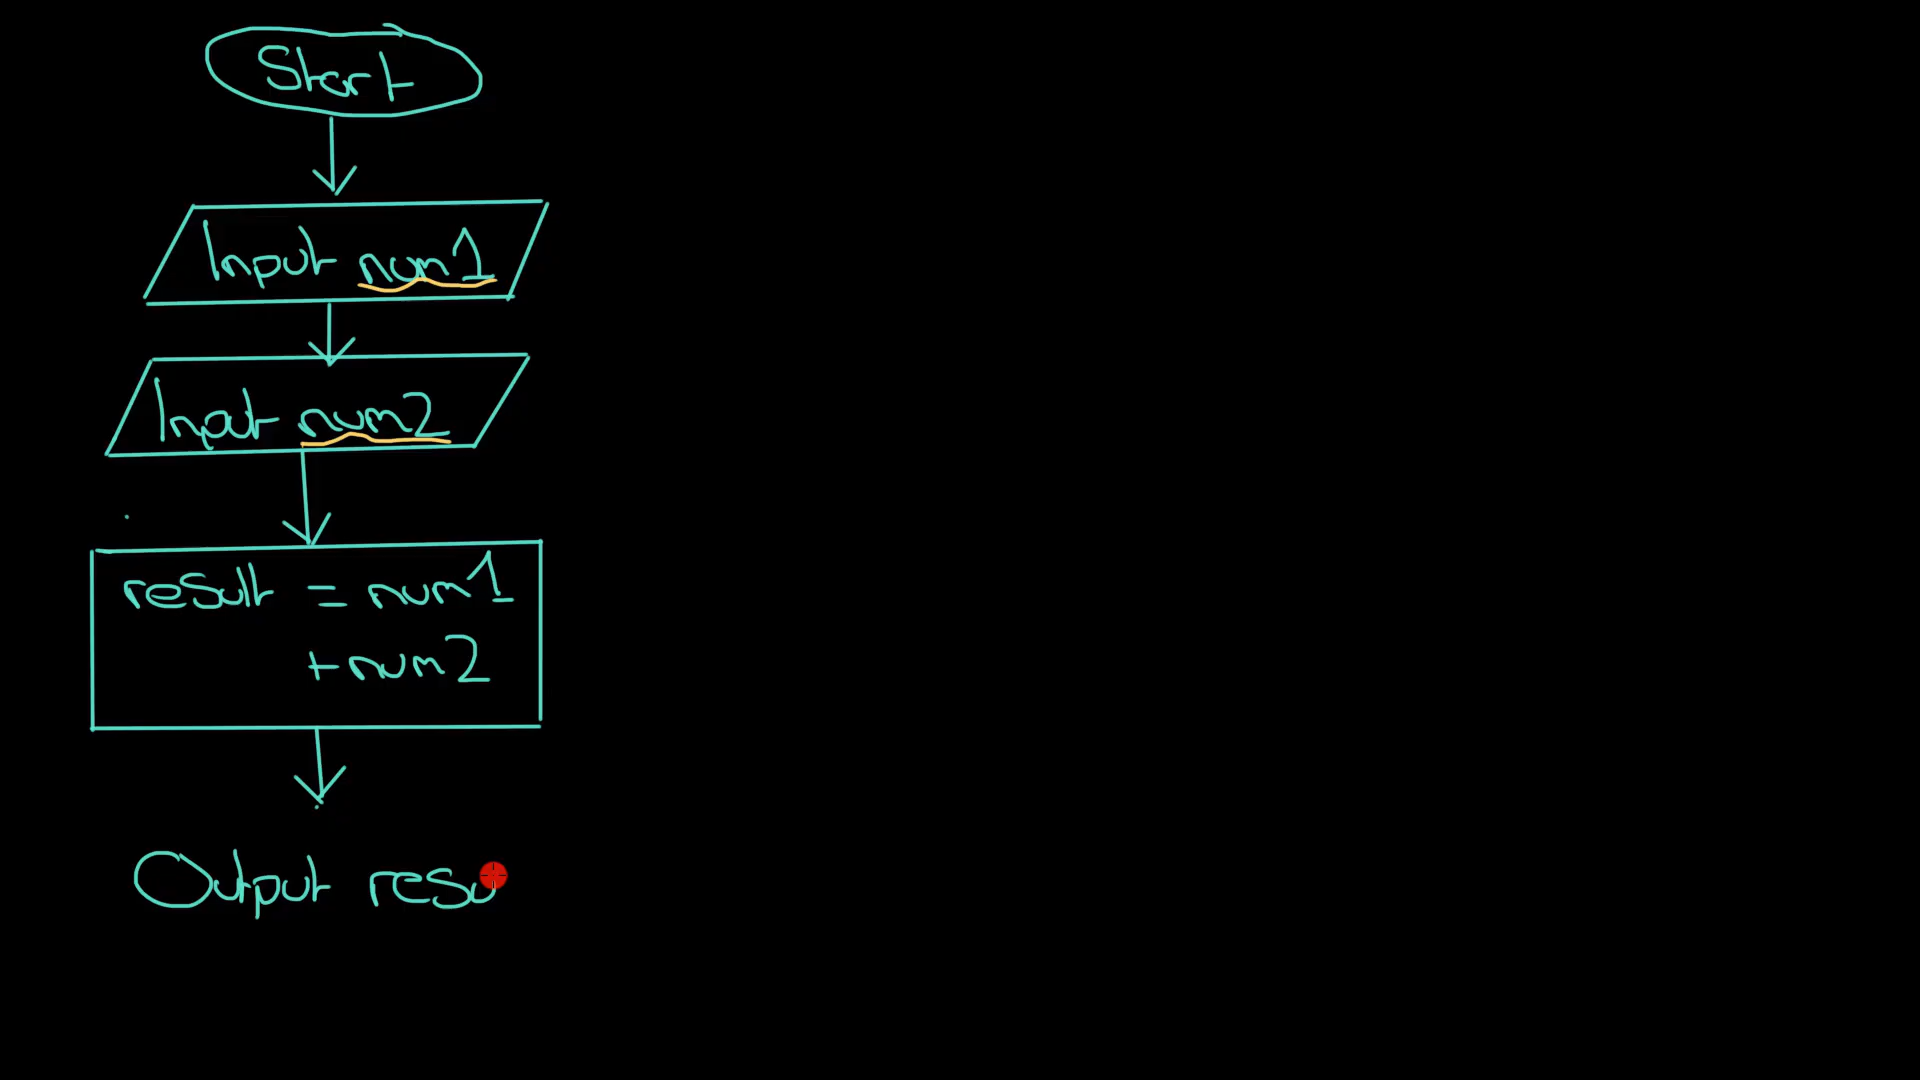 Start
Input num1
Input num2
result = num1
+num2
Output resu